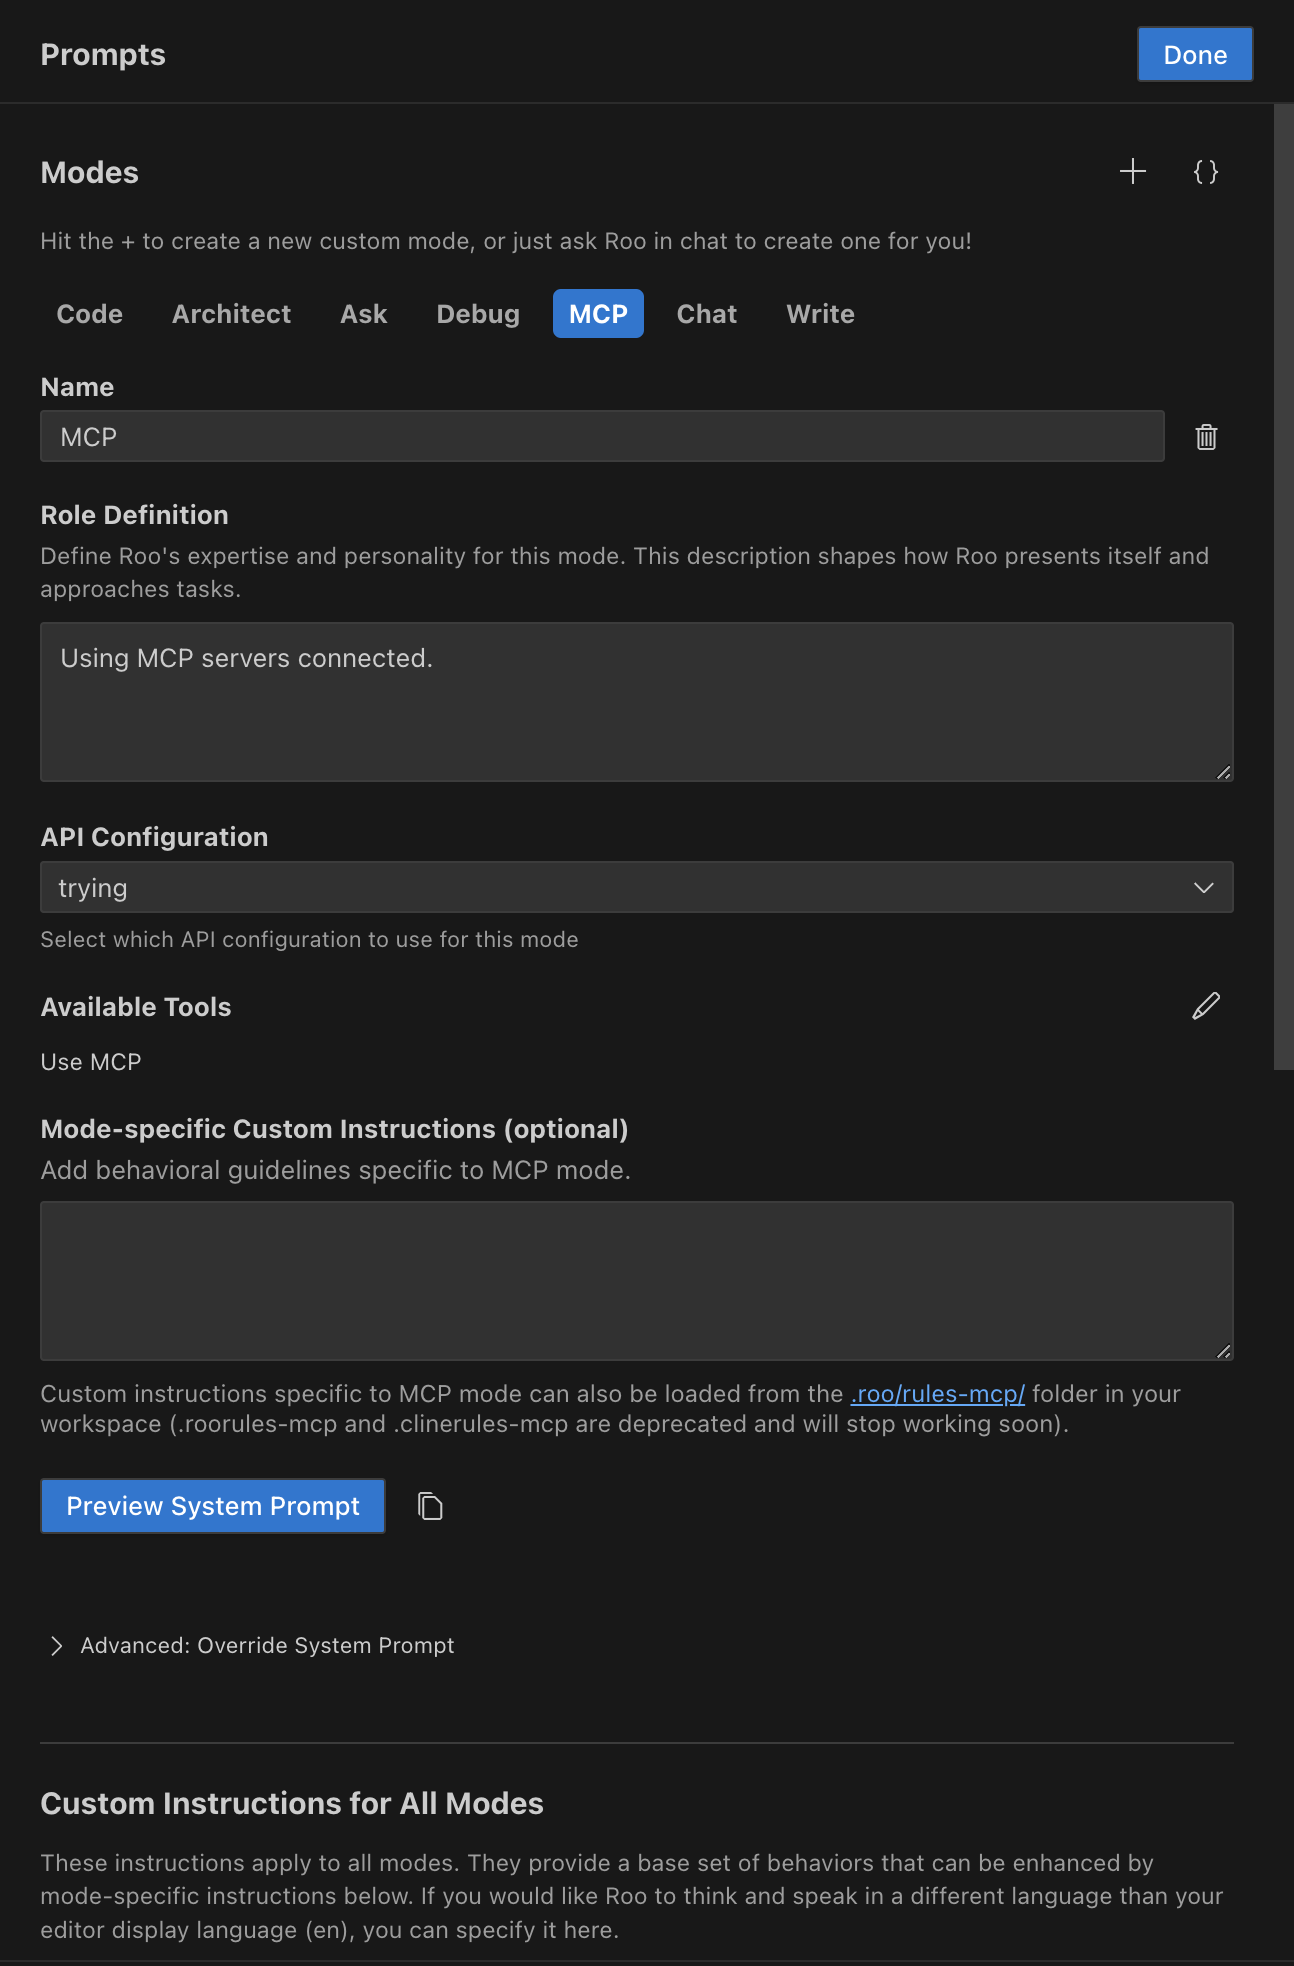 Prompts
Done
Modes
Hit the + to create a new custom mode, or just ask Roo in chat to create one for you!
Code Architect Ask Debug MCP Chat Write
Name
MCP
Role Definition
Define Roo's expertise and personality for this mode. This description shapes how Roo presents itself and
approaches tasks.
Using MCP servers connected.
API Configuration
trying
Select which API configuration to use for this mode
Available Tools
Use MCP
Mode-specific Custom Instructions (optional)
Add behavioral guidelines specific to MCP mode.
Custom instructions specific to MCP mode can also be loaded from the .roo/rules-mcp/ folder in your
workspace (.roorules-mcp and .clinerules-mcp are deprecated and will stop working soon).
Preview System Prompt
Advanced: Override System Prompt
Custom Instructions for All Modes
These instructions apply to all modes. They provide a base set of behaviors that can be enhanced by
mode-specific instructions below. If you would like Roo to think and speak in a different language than your
editor display language (en), you can specify it here.